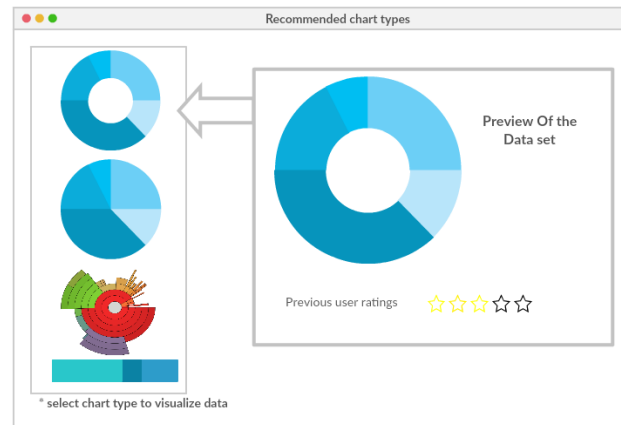 Recommended chart types
Preview Of the
Data set
Previous user ratings
* select chart type to visualize data